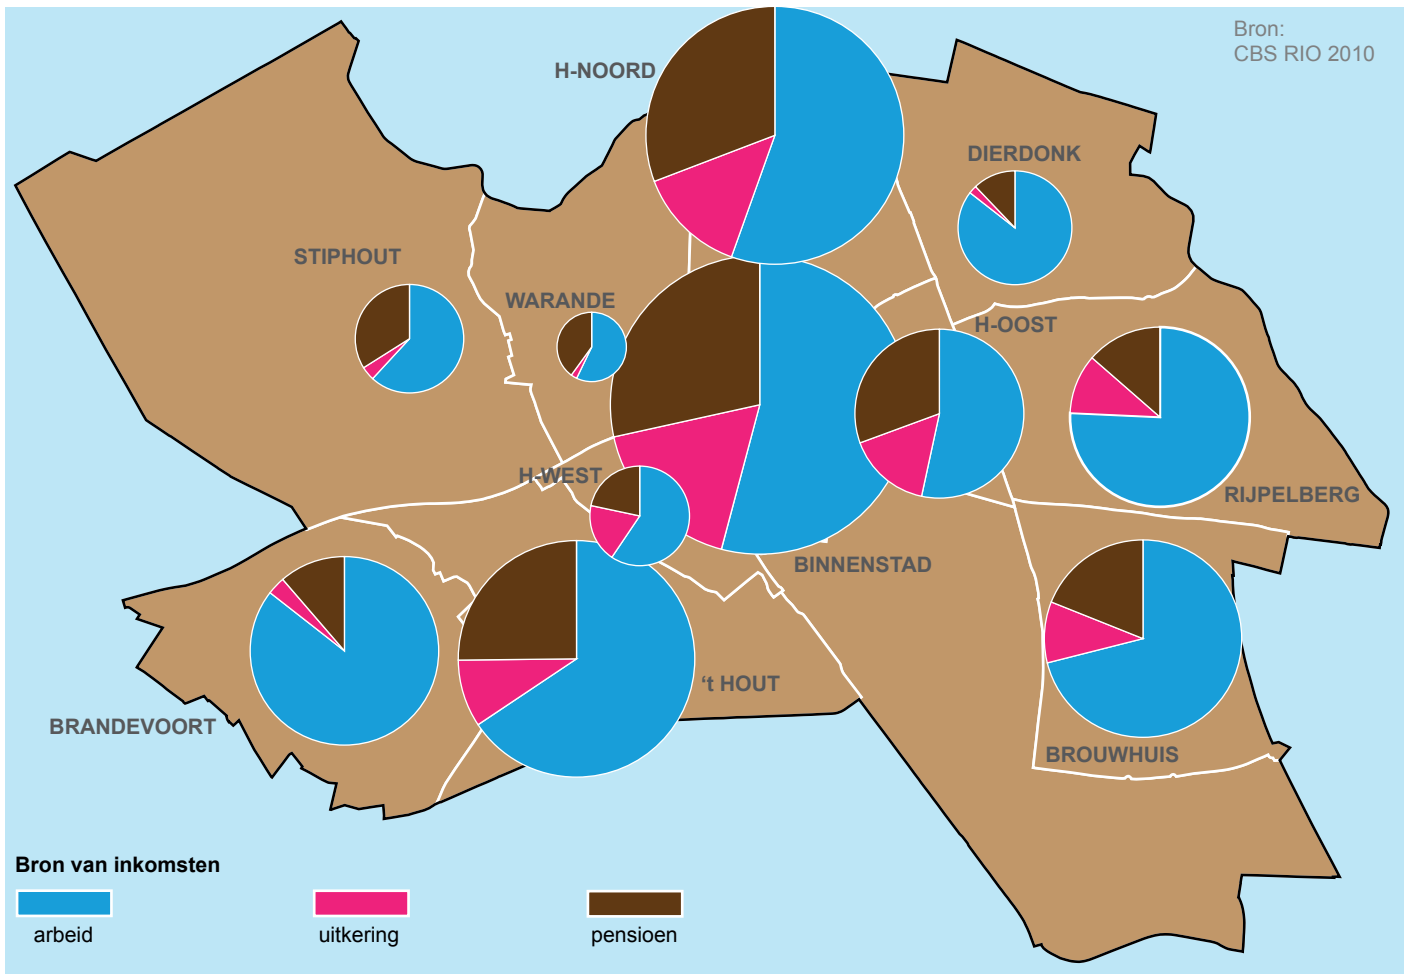 Bron:
CBS RIO 2010
H-NOORD
DIERDONK
STIPHOUT
WARANDE
H-OOST
H-WEST
RIJPELBERG
BINNENSTAD
‘t HOUT
BRANDEVOORT
BROUWHUIS
Bron van inkomsten
arbeid
uitkering
pensioen